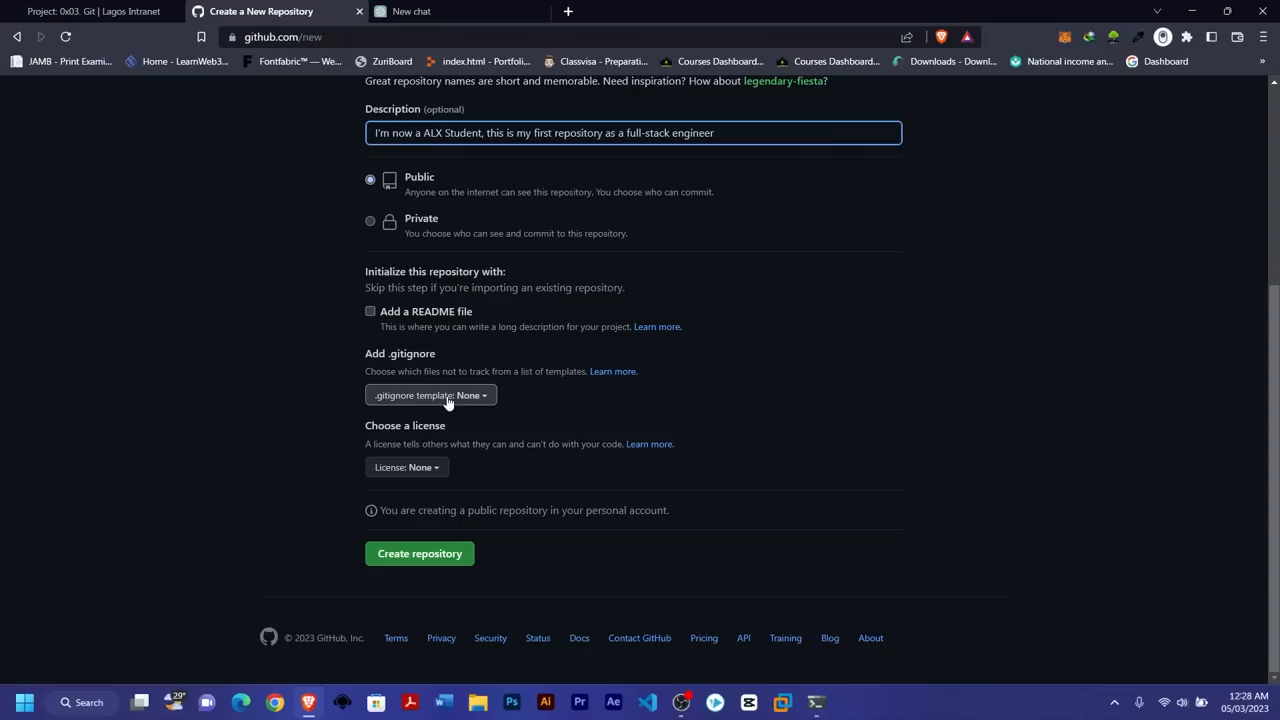 Project: 0x03. Git | Lagos Intranet
Create a New Repository
New chat
github.com/new
JAMB - Print Exam...
Home - LearnWeb3...
Fontfabric™ — We...
ZuriBoard
index.html - Portfolio...
Classvisa - Preparati...
Courses Dashboard...
Courses Dashboard...
Downloads - Downl...
National income an...
Dashboard
Great repository names are short and memorable. Need inspiration? How about legendary-fiesta?
Description (optional)
I'm now a ALX Student, this is my first repository as a full-stack engineer
Public
Anyone on the internet can see this repository. You choose who can commit.
Private
You choose who can see and commit to this repository.
Initialize this repository with:
Skip this step if you're importing an existing repository.
Add a README file
This is where you can write a long description for your project. Learn more.
Add .gitignore
Choose which files not to track from a list of templates. Learn more.
.gitignore template: None
Choose a license
A license tells others what they can and can't do with your code. Learn more.
License: None
You are creating a public repository in your personal account.
Create repository
© 2023 GitHub, Inc. Terms Privacy Security Status Docs Contact GitHub Pricing API Training Blog About
Search
29°
12:28 AM
05/03/2023